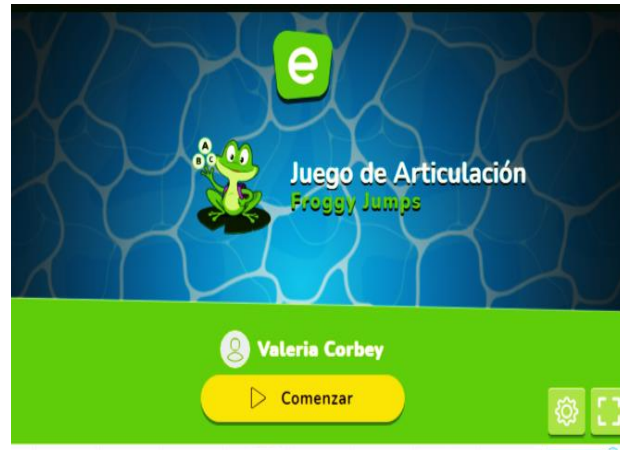 e
A
B C
Juego de Articulación
Froggy Jumps
Valeria Corbey
Comenzar